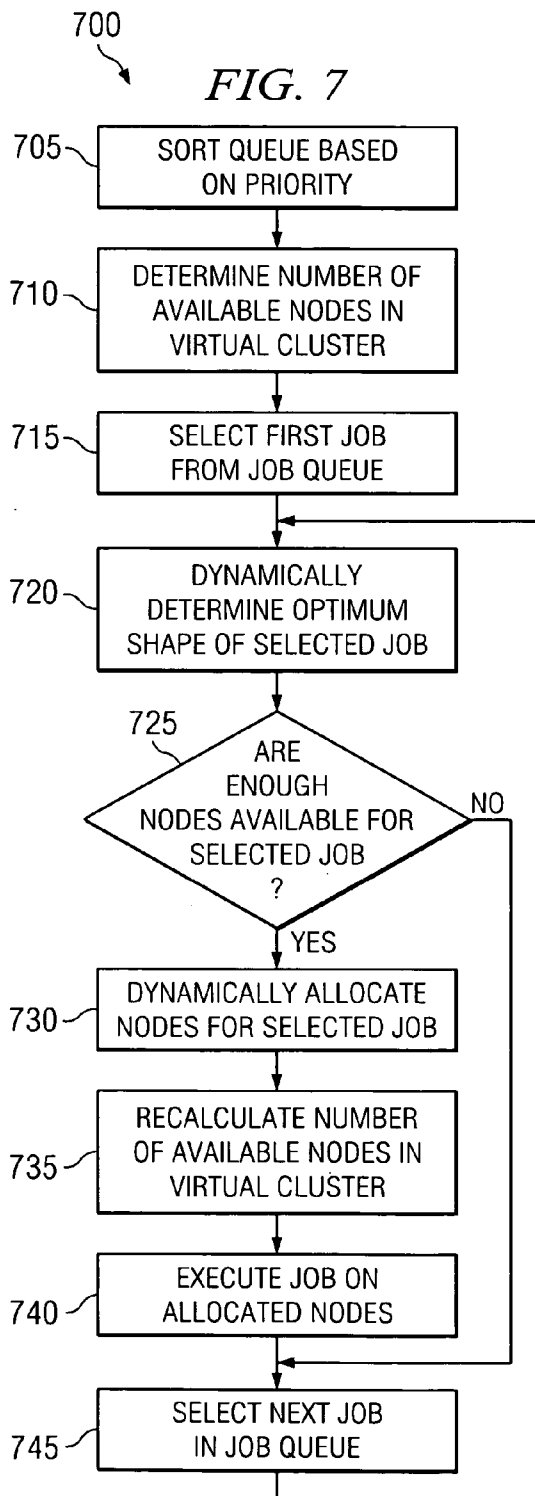 700
FIG. 7
705
SORT QUEUE BASED
ON PRIORITY
710
DETERMINE NUMBER OF
AVAILABLE NODES IN
VIRTUAL CLUSTER
715
SELECT FIRST JOB
FROM JOB QUEUE
720
DYNAMICALLY
DETERMINE OPTIMUM
SHAPE OF SELECTED JOB
725
ARE
ENOUGH
NODES AVAILABLE FOR
SELECTED JOB
?
NO
YES
730
DYNAMICALLY ALLOCATE
NODES FOR SELECTED JOB
735
RECALCULATE NUMBER
OF AVAILABLE NODES IN
VIRTUAL CLUSTER
740
EXECUTE JOB ON
ALLOCATED NODES
745
SELECT NEXT JOB
IN JOB QUEUE